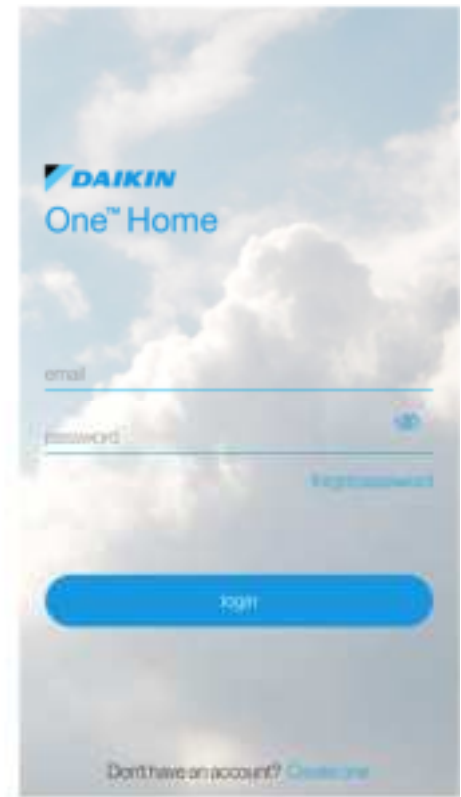 DAIKIN
One™ Home
email
password
forgot password
login
Don't have an account? Create one